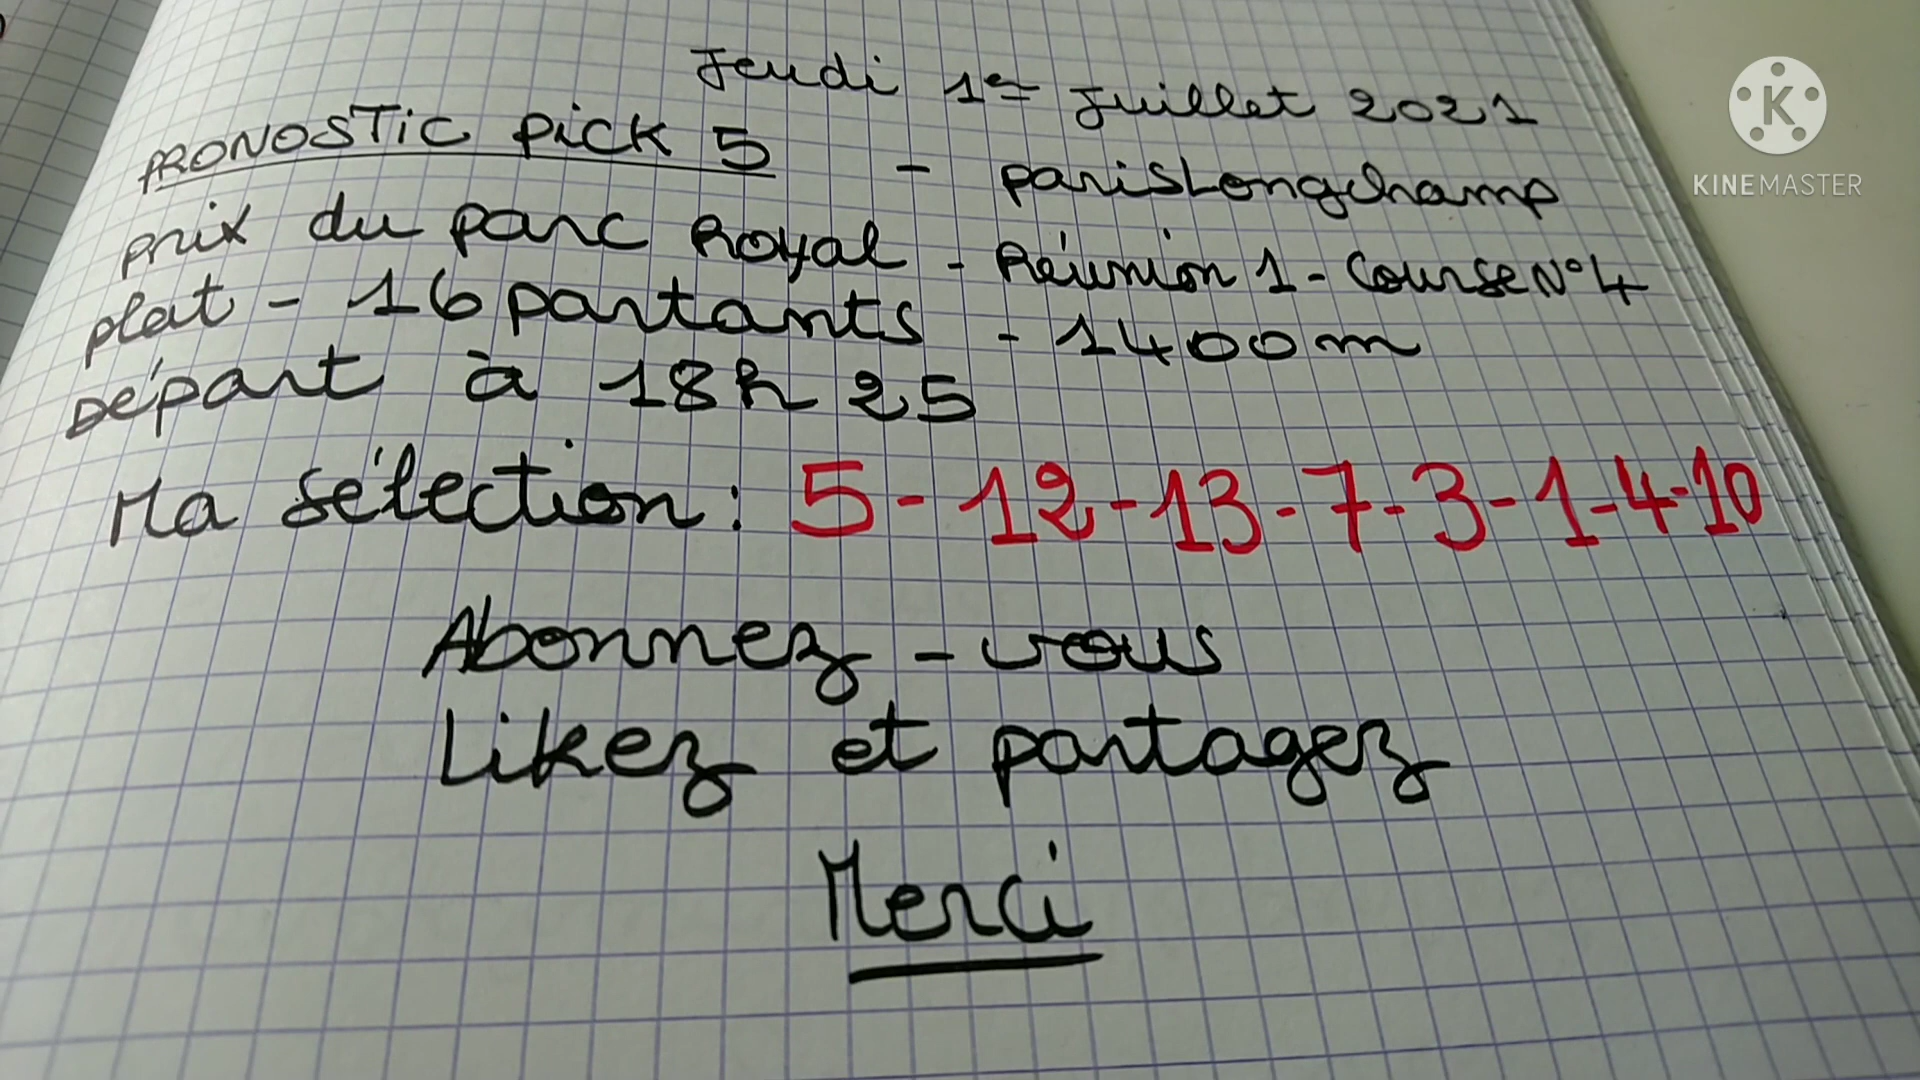 Jeudi 1er Juillet 2021
PRONOSTIC PICK 5 - PARISLongchamp
prix du parc Royal - Réunion 1 - Course N°4
plat - 16 partants - 1400m
Départ à 18h25
Ma sélection : 5-12-13-7-3-1-4-10
Abonnez-vous
Likez et partagez
Merci
K
KINEMASTER